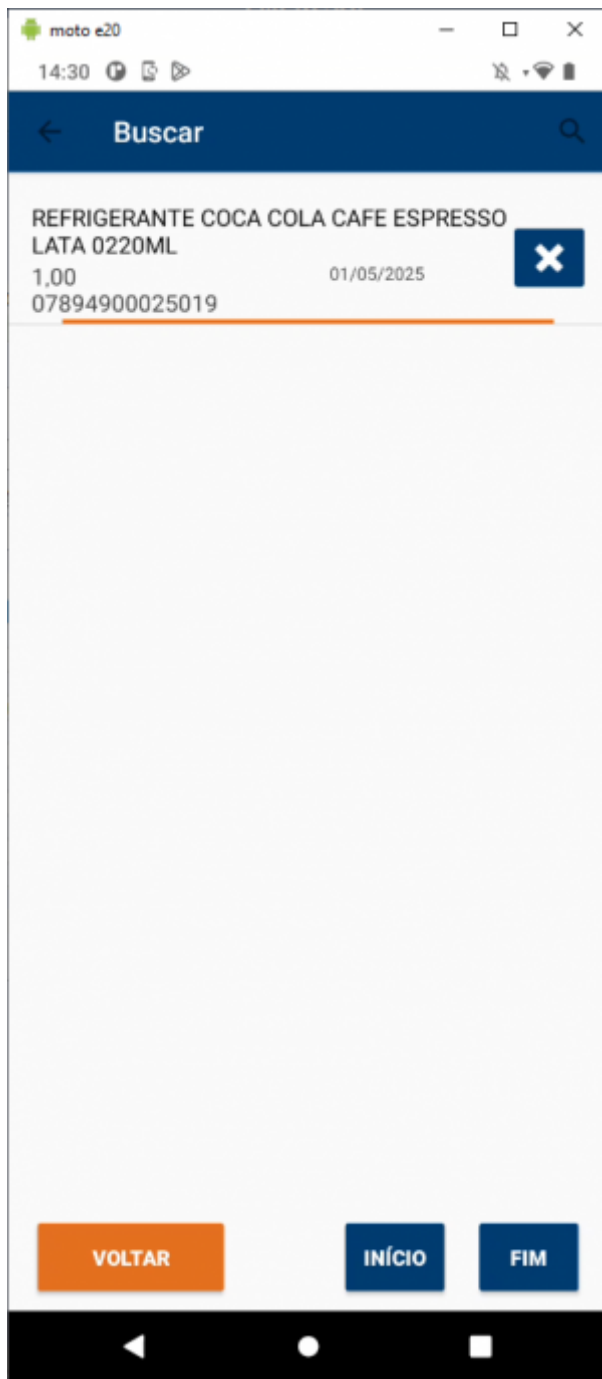 moto e20
14:30
Buscar
REFRIGERANTE COCA COLA CAFE ESPRESSO
LATA 0220ML
1,00 01/05/2025
07894900025019
VOLTAR INÍCIO FIM